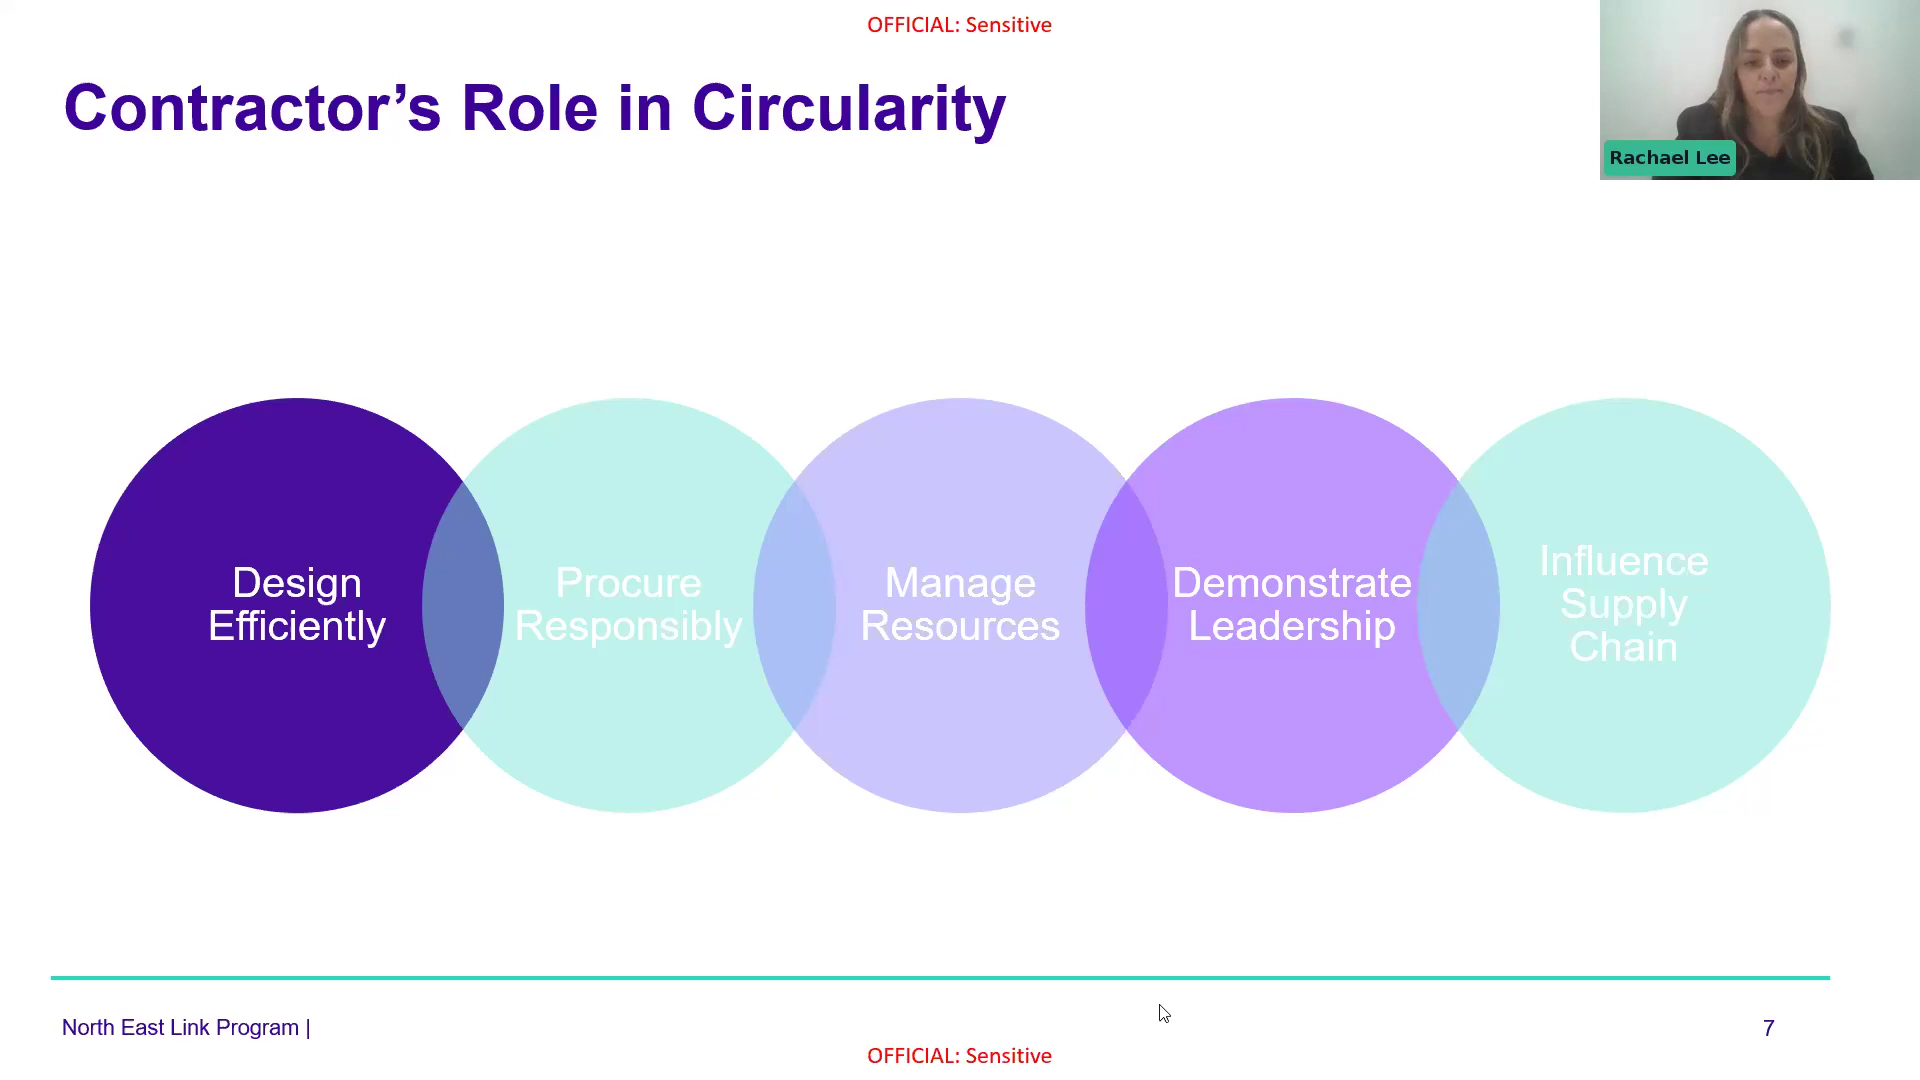 OFFICIAL: Sensitive
Contractor’s Role in Circularity
Rachael Lee
Design
Efficiently
Procure
Responsibly
Manage
Resources
Demonstrate
Leadership
Influence
Supply
Chain
North East Link Program |
7
OFFICIAL: Sensitive